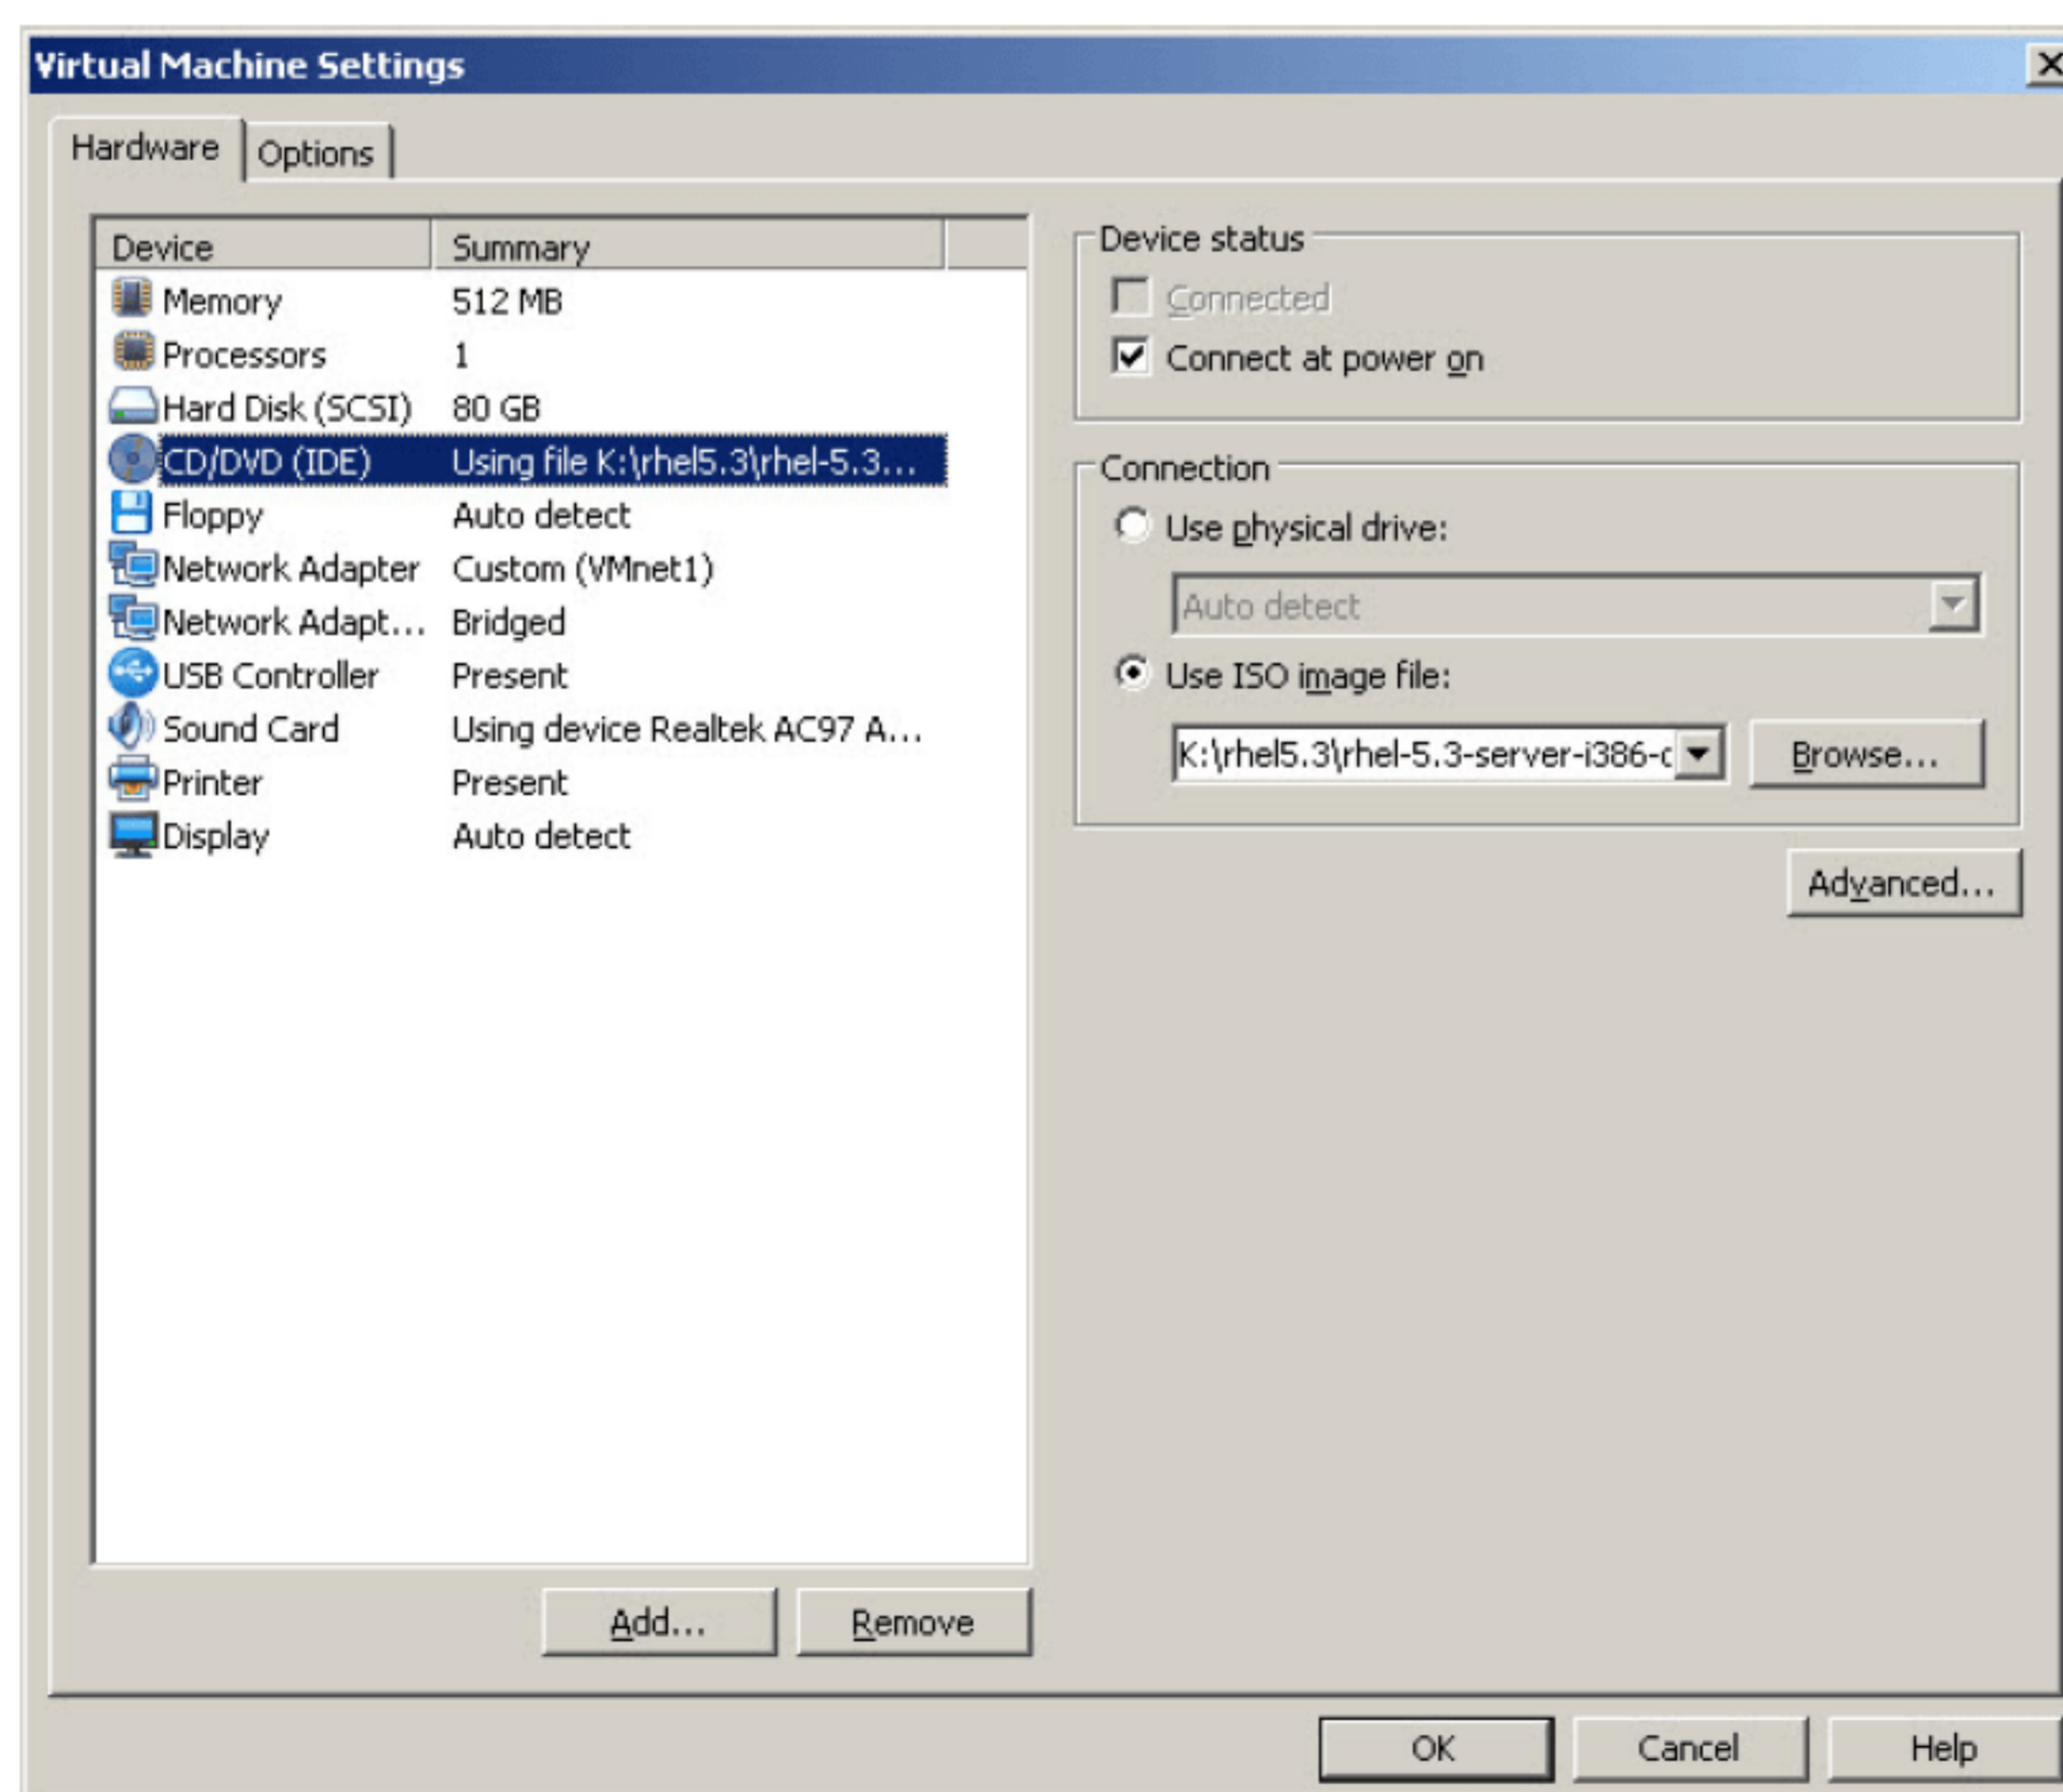 Virtual Machine Settings
Hardware Options
Device Summary
Memory 512 MB
Processors 1
Hard Disk (SCSI) 80 GB
CD/DVD (IDE) Using file K:\rhel5.3\rhel-5.3...
Floppy Auto detect
Network Adapter Custom (VMnet1)
Network Adapt... Bridged
USB Controller Present
Sound Card Using device Realtek AC97 A...
Printer Present
Display Auto detect
Add... Remove
Device status
Connected
Connect at power on
Connection
Use physical drive:
Auto detect
Use ISO image file:
K:\rhel5.3\rhel-5.3-server-i386-c Browse...
Advanced...
OK Cancel Help